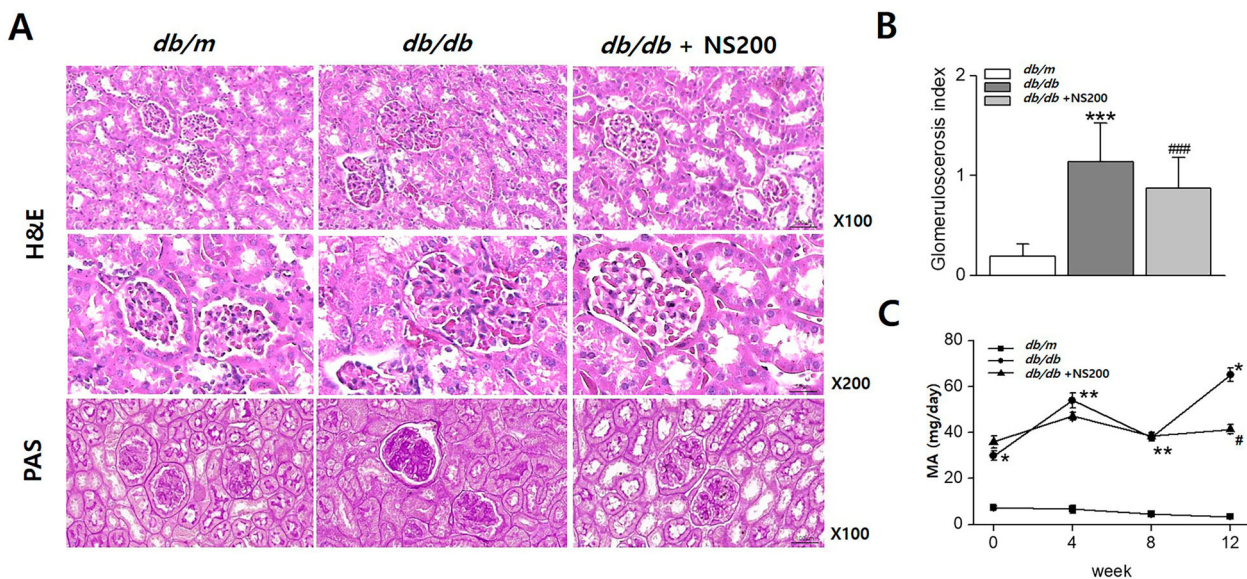 A
db/m
db/db
db/db + NS200
H&E
X100
X200
PAS
X100
B
Glomeruloscerosis index
2
1
0
db/m
db/db
db/db +NS200
***
###
C
MA (mg/day)
80
60
40
20
0
db/m
db/db
db/db +NS200
*
**
**
*
#
0
4
8
12
week